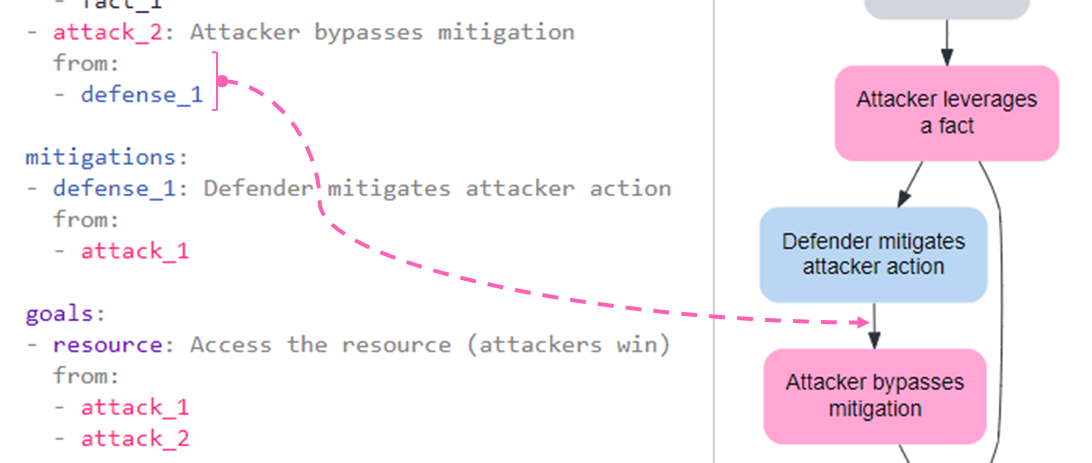 - fact_1
- attack_2: Attacker bypasses mitigation
from:
- defense_1
mitigations:
- defense_1: Defender mitigates attacker action
from:
- attack_1
goals:
- resource: Access the resource (attackers win)
from:
- attack_1
- attack_2
Attacker leverages
a fact
Defender mitigates
attacker action
Attacker bypasses
mitigation